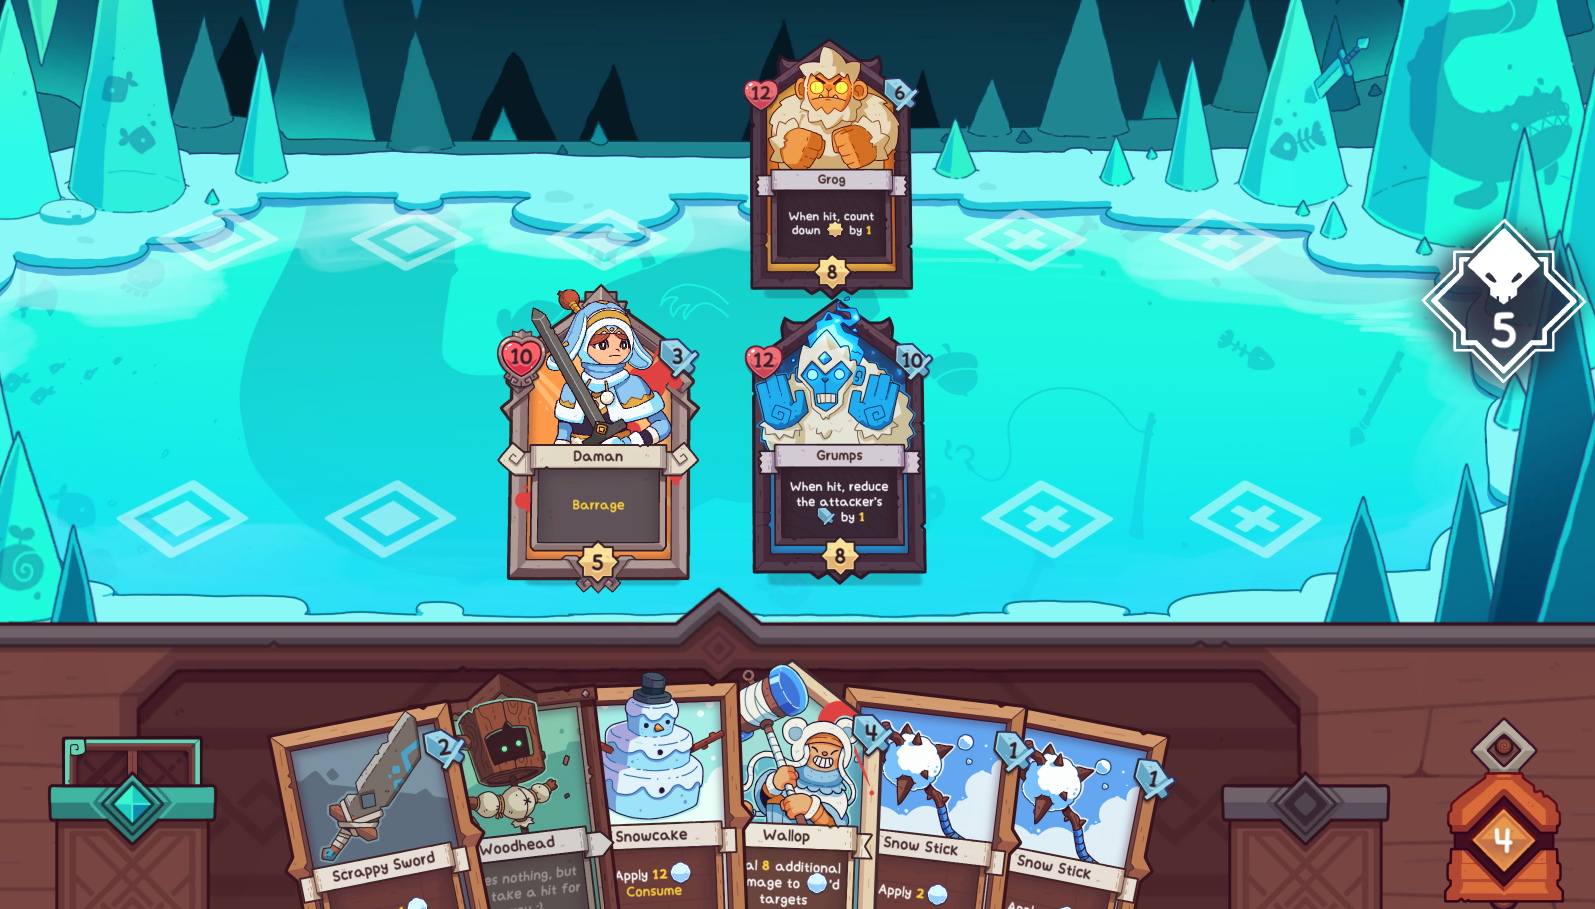 12
6
Grog
When hit, count
down by 1
8
5
10
3
Daman
Barrage
5
12
10
Grumps
When hit, reduce
the attacker's
by 1
8
2
Scrappy Sword
Woodhead
es nothing, but
take a hit for
Snowcake
Apply 12
Consume
4
Wallop
al 8 additional
mage to 'd
targets
1
Snow Stick
Apply 2
1
Snow Stick
4